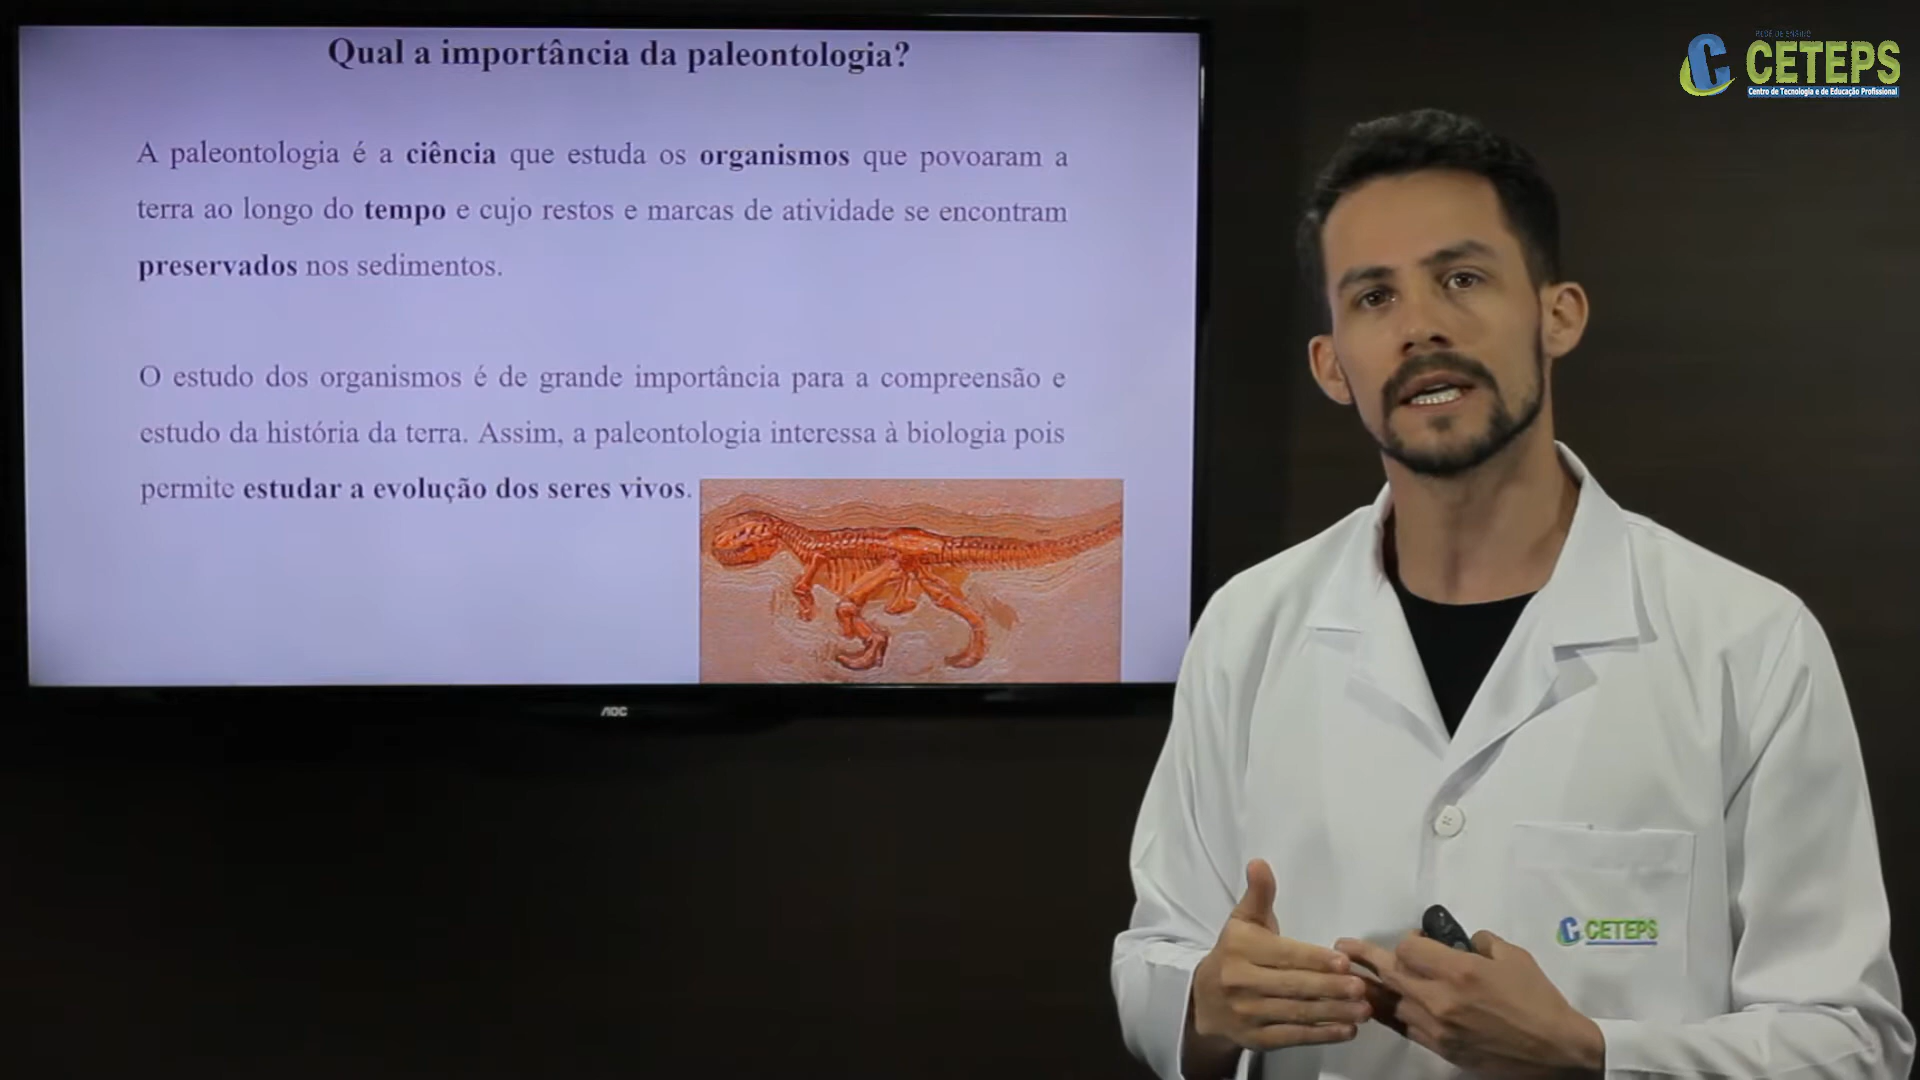 Qual a importância da paleontologia?
A paleontologia é a ciência que estuda os organismos que povoaram a
terra ao longo do tempo e cujo restos e marcas de atividade se encontram
preservados nos sedimentos.
O estudo dos organismos é de grande importância para a compreensão e
estudo da história da terra. Assim, a paleontologia interessa à biologia pois
permite estudar a evolução dos seres vivos.
AOC
REDE DE ENSINO
CETEPS
Centro de Tecnologia e de Educação Profissional
CETEPS